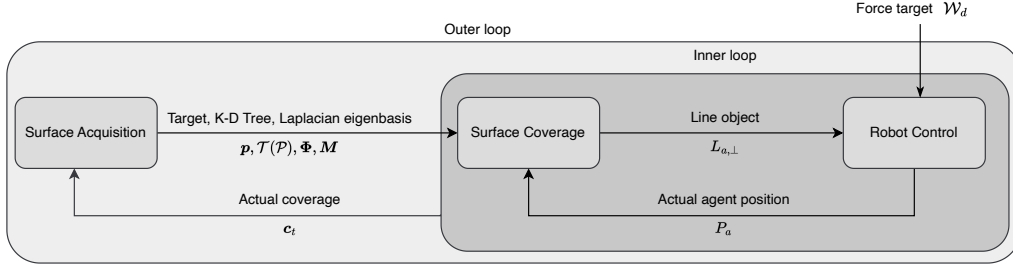 Force target 𝒲_d
Outer loop
Inner loop
Surface Acquisition
Target, K-D Tree, Laplacian eigenbasis
𝒑, 𝒯(𝒫), 𝚽, 𝑴
Surface Coverage
Line object
L_{a,⊥}
Robot Control
Actual coverage
𝒄_t
Actual agent position
P_a